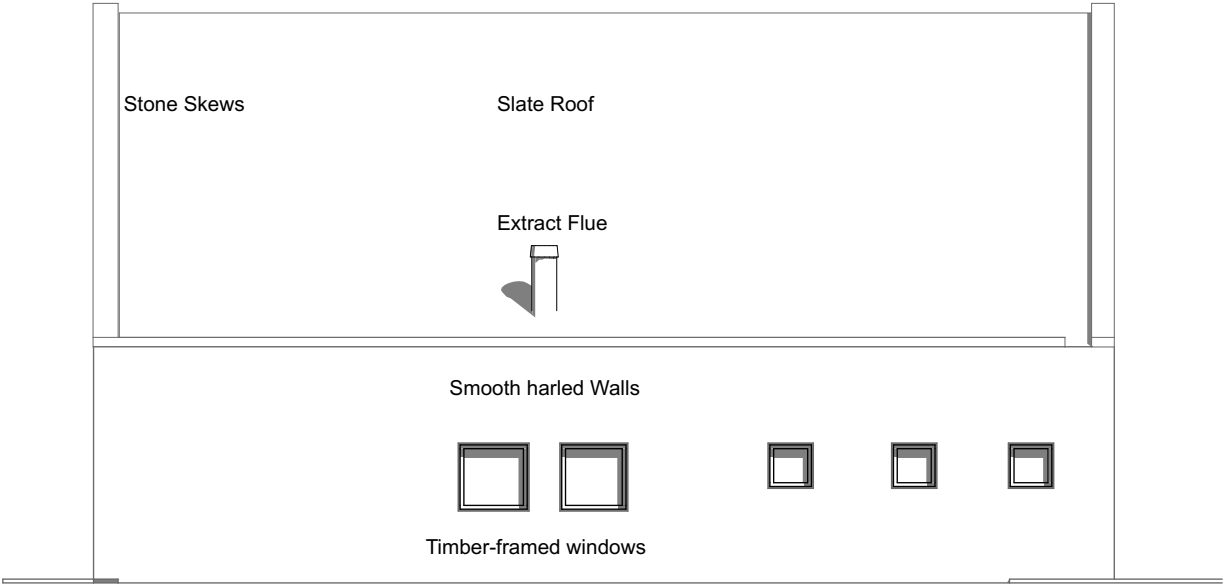 Stone Skews
Slate Roof
Extract Flue
Smooth harled Walls
Timber-framed windows